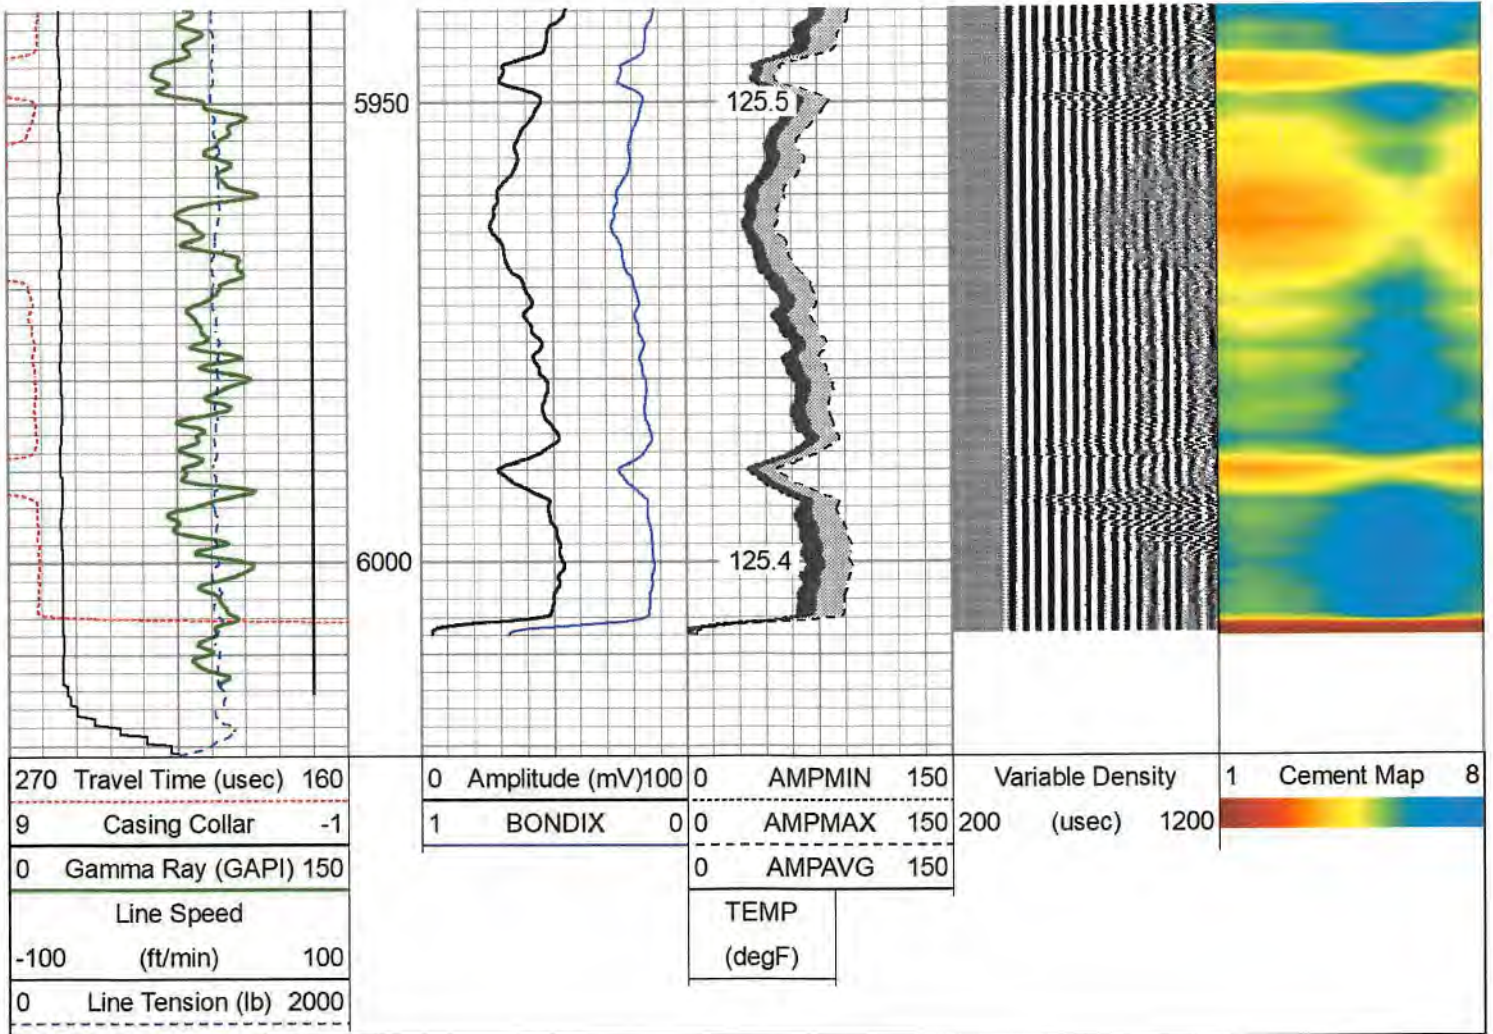 5950
125.5
6000
125.4
270 Travel Time (usec) 160
0 Amplitude (mV)100
0 AMPMIN 150
Variable Density
1 Cement Map 8
9 Casing Collar -1
1 BONDIX 0
0 AMPMAX 150
200 (usec) 1200
0 Gamma Ray (GAPI) 150
0 AMPAVG 150
Line Speed
TEMP
-100 (ft/min) 100
(degF)
0 Line Tension (lb) 2000